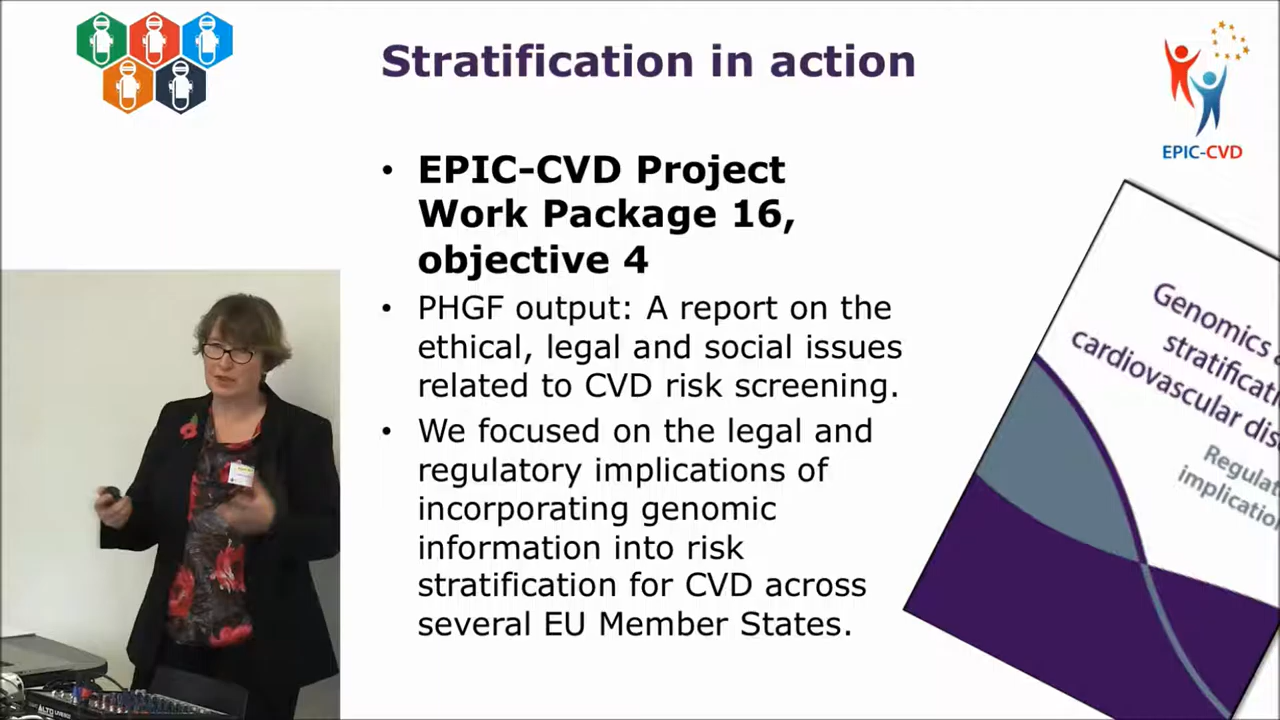 Stratification in action
EPIC-CVD
• EPIC-CVD Project
Work Package 16,
objective 4
• PHGF output: A report on the
ethical, legal and social issues
related to CVD risk screening.
• We focused on the legal and
regulatory implications of
incorporating genomic
information into risk
stratification for CVD across
several EU Member States.
Genomics
stratificati
cardiovascular dis
Regulat
implicatio
ALTO